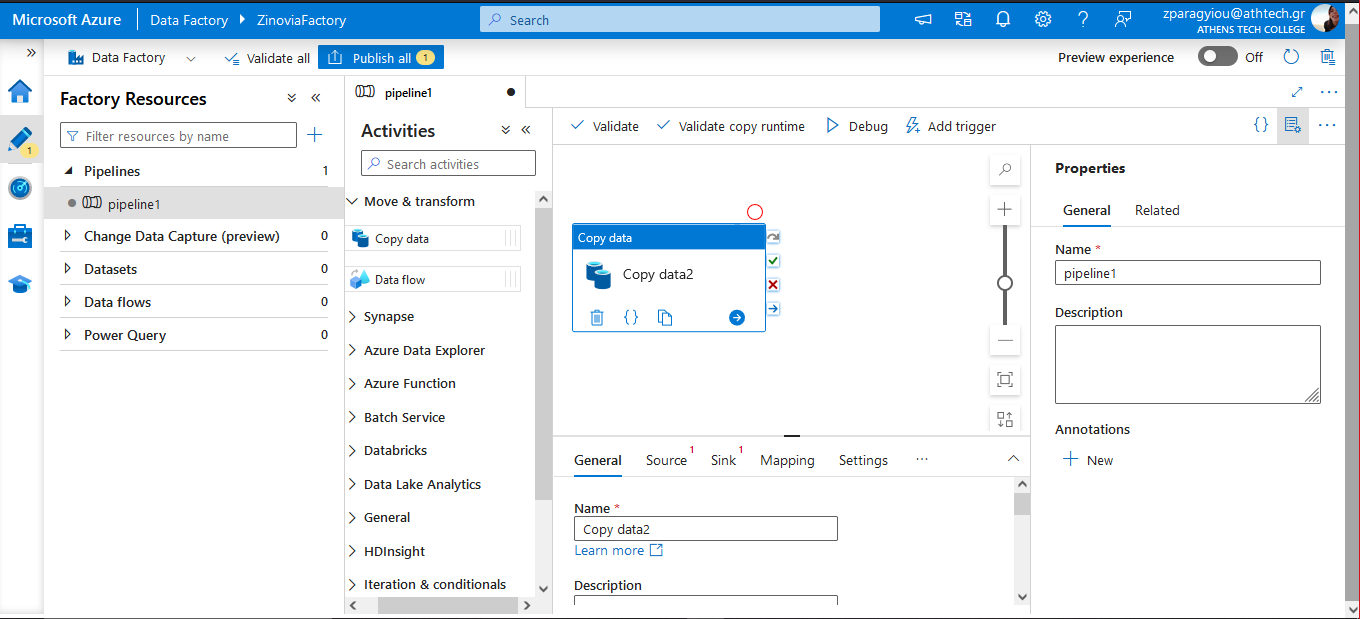 Microsoft Azure
Data Factory
ZinoviaFactory
Search
zparagyiou@athtech.gr
ATHENS TECH COLLEGE
Data Factory
Validate all
Publish all 1
Preview experience
Off
1
Factory Resources
Filter resources by name
Pipelines 1
pipeline1
Change Data Capture (preview) 0
Datasets 0
Data flows 0
Power Query 0
pipeline1
Activities
Search activities
Move & transform
Copy data
Data flow
Synapse
Azure Data Explorer
Azure Function
Batch Service
Databricks
Data Lake Analytics
General
HDInsight
Iteration & conditionals
Validate
Validate copy runtime
Debug
Add trigger
Copy data
Copy data2
General
Source 1
Sink 1
Mapping
Settings
Name *
Copy data2
Learn more
Description
Properties
General
Related
Name *
pipeline1
Description
Annotations
New